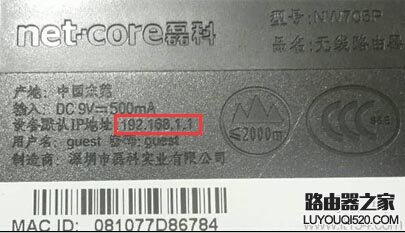 net-core磊科
型号: NW705P
品名: 无线路由器
产地: 中国东莞
输入: DC 9V⎓500mA
设备默认IP地址: 192.168.1.1
用户名: guest 密码: guest
制造商: 深圳市磊科实业有限公司
≤2000m
CCC
S&E
MAC ID: 081077D86784
路由器之家
LUYOUQI520.COM